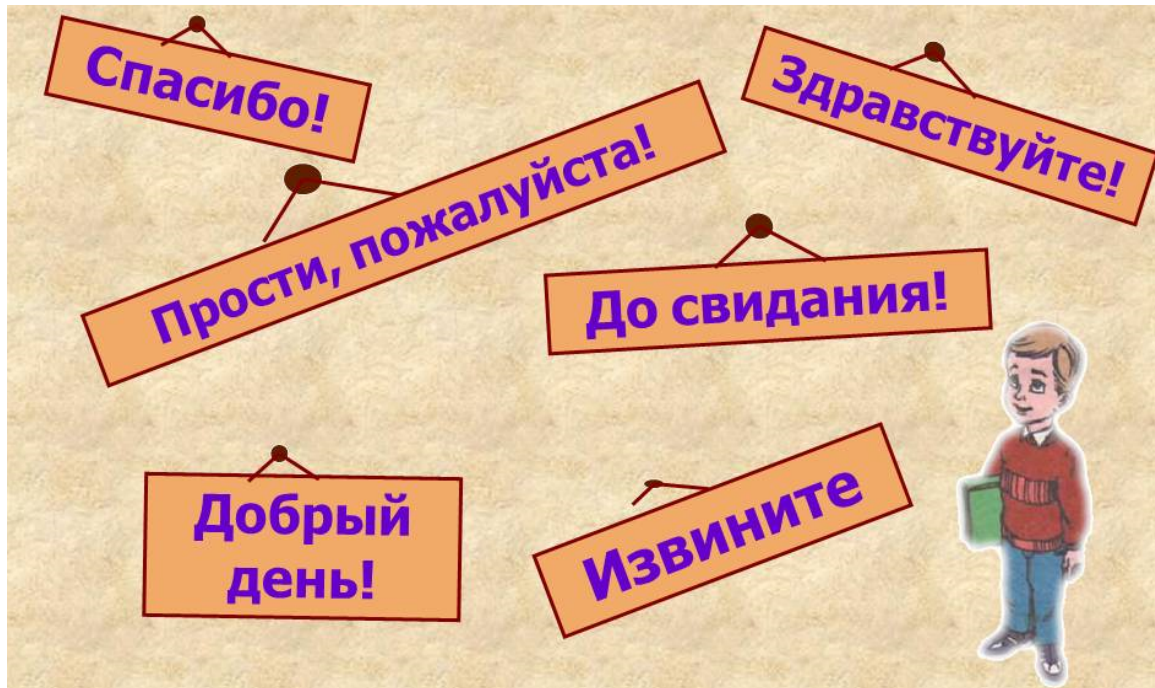 Спасибо!
Здравствуйте!
Прости, пожалуйста!
До свидания!
Добрый
день!
Извините